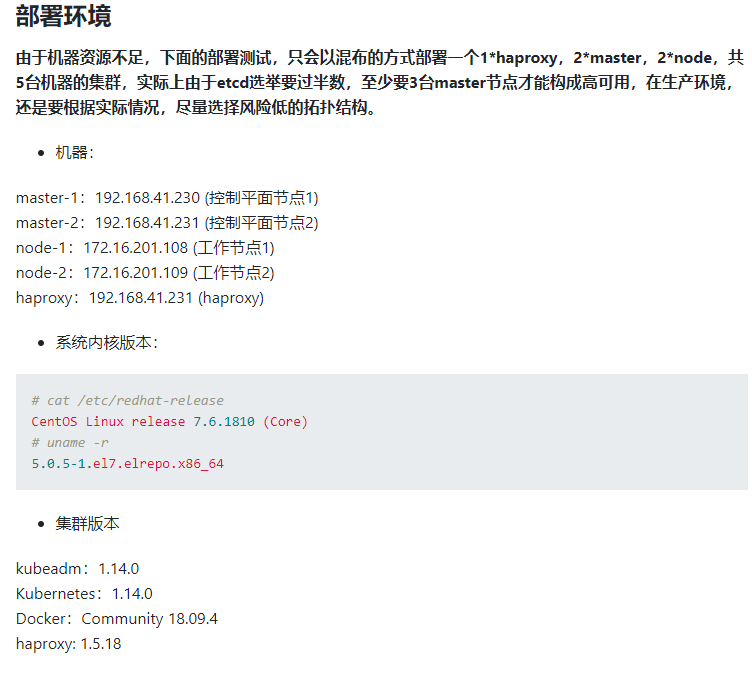 部署环境
由于机器资源不足，下面的部署测试，只会以混布的方式部署一个1*haproxy，2*master，2*node，共
5台机器的集群，实际上由于etcd选举要过半数，至少要3台master节点才能构成高可用，在生产环境，
还是要根据实际情况，尽量选择风险低的拓扑结构。
• 机器：
master-1：192.168.41.230 (控制平面节点1)
master-2：192.168.41.231 (控制平面节点2)
node-1：172.16.201.108 (工作节点1)
node-2：172.16.201.109 (工作节点2)
haproxy：192.168.41.231 (haproxy)
• 系统内核版本：
# cat /etc/redhat-release
CentOS Linux release 7.6.1810 (Core)
# uname -r
5.0.5-1.el7.elrepo.x86_64
• 集群版本
kubeadm：1.14.0
Kubernetes：1.14.0
Docker：Community 18.09.4
haproxy: 1.5.18